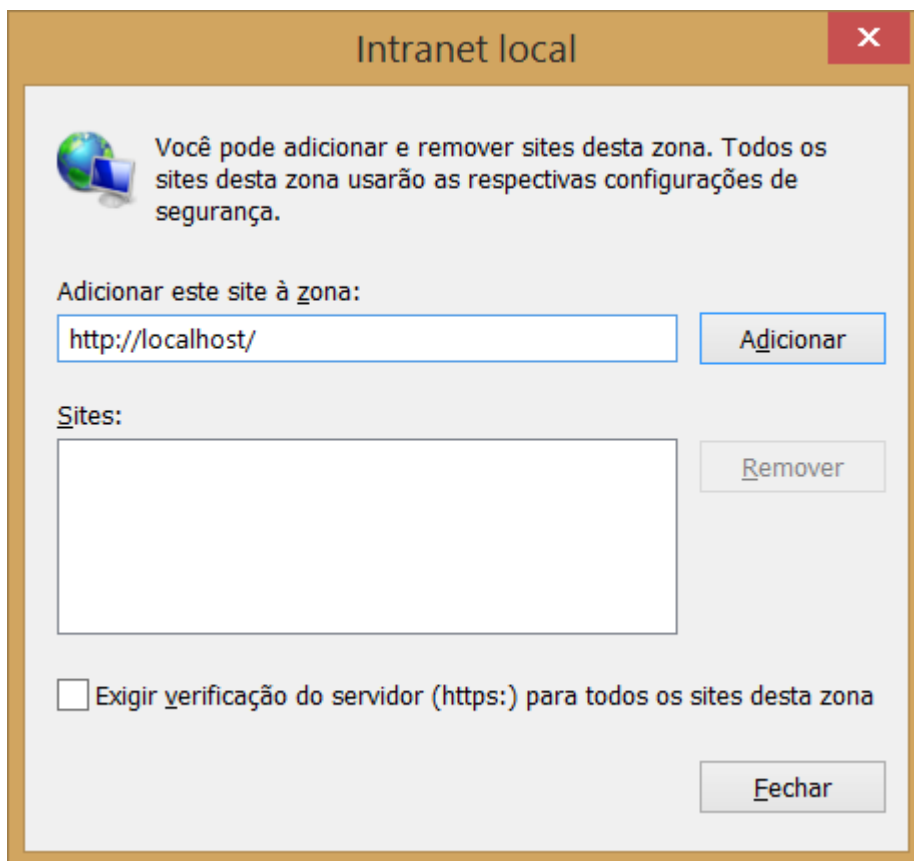 Intranet local
Você pode adicionar e remover sites desta zona. Todos os
sites desta zona usarão as respectivas configurações de
segurança.
Adicionar este site à zona:
http://localhost/
Adicionar
Sites:
Remover
Exigir verificação do servidor (https:) para todos os sites desta zona
Fechar